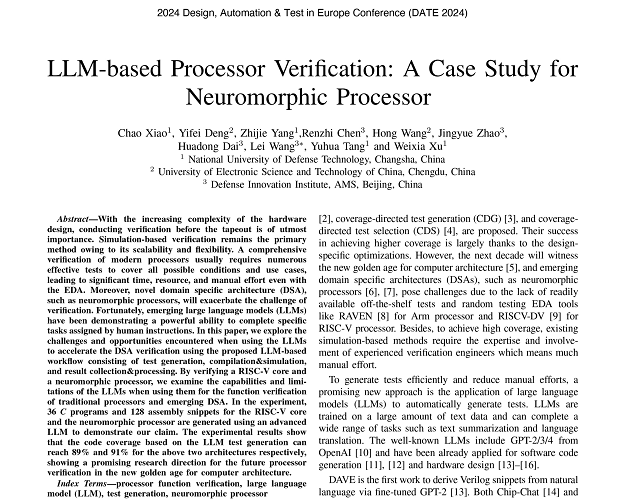 2024 Design, Automation & Test in Europe Conference (DATE 2024)
LLM-based Processor Verification: A Case Study for
Neuromorphic Processor
Chao Xiao1, Yifei Deng2, Zhijie Yang1,Renzhi Chen3, Hong Wang2, Jingyue Zhao3,
Huadong Dai3, Lei Wang3*, Yuhua Tang1 and Weixia Xu1
1 National University of Defense Technology, Changsha, China
2 University of Electronic Science and Technology of China, Chengdu, China
3 Defense Innovation Institute, AMS, Beijing, China
Abstract—With the increasing complexity of the hardware
design, conducting verification before the tapeout is of utmost
importance. Simulation-based verification remains the primary
method owing to its scalability and flexibility. A comprehensive
verification of modern processors usually requires numerous
effective tests to cover all possible conditions and use cases,
leading to significant time, resource, and manual effort even with
the EDA. Moreover, novel domain specific architecture (DSA),
such as neuromorphic processors, will exacerbate the challenge of
verification. Fortunately, emerging large language models (LLMs)
have been demonstrating a powerful ability to complete specific
tasks assigned by human instructions. In this paper, we explore the
challenges and opportunities encountered when using the LLMs
to accelerate the DSA verification using the proposed LLM-based
workflow consisting of test generation, compilation&simulation,
and result collection&processing. By verifying a RISC-V core and
a neuromorphic processor, we examine the capabilities and limi-
tations of the LLMs when using them for the function verification
of traditional processors and emerging DSA. In the experiment,
36 C programs and 128 assembly snippets for the RISC-V core
and the neuromorphic processor are generated using an advanced
LLM to demonstrate our claim. The experimental results show
that the code coverage based on the LLM test generation can
reach 89% and 91% for the above two architectures respectively,
showing a promising research direction for the future processor
verification in the new golden age for computer architecture.
Index Terms—processor function verification, large language
model (LLM), test generation, neuromorphic processor
[2], coverage-directed test generation (CDG) [3], and coverage-
directed test selection (CDS) [4], are proposed. Their success
in achieving higher coverage is largely thanks to the design-
specific optimizations. However, the next decade will witness
the new golden age for computer architecture [5], and emerging
domain specific architectures (DSAs), such as neuromorphic
processors [6], [7], pose challenges due to the lack of readily
available off-the-shelf tests and random testing EDA tools
like RAVEN [8] for Arm processor and RISCV-DV [9] for
RISC-V processor. Besides, to achieve high coverage, existing
simulation-based methods require the expertise and involve-
ment of experienced verification engineers which means much
manual effort.
To generate tests efficiently and reduce manual efforts, a
promising new approach is the application of large language
models (LLMs) to automatically generate tests. LLMs are
trained on a large amount of text data and can complete a
wide range of tasks such as text summarization and language
translation. The well-known LLMs include GPT-2/3/4 from
OpenAI [10] and have been already applied for software code
generation [11], [12] and hardware design [13]–[16].
DAVE is the first work to derive Verilog snippets from natural
language via fine-tuned GPT-2 [13]. Both Chip-Chat [14] and